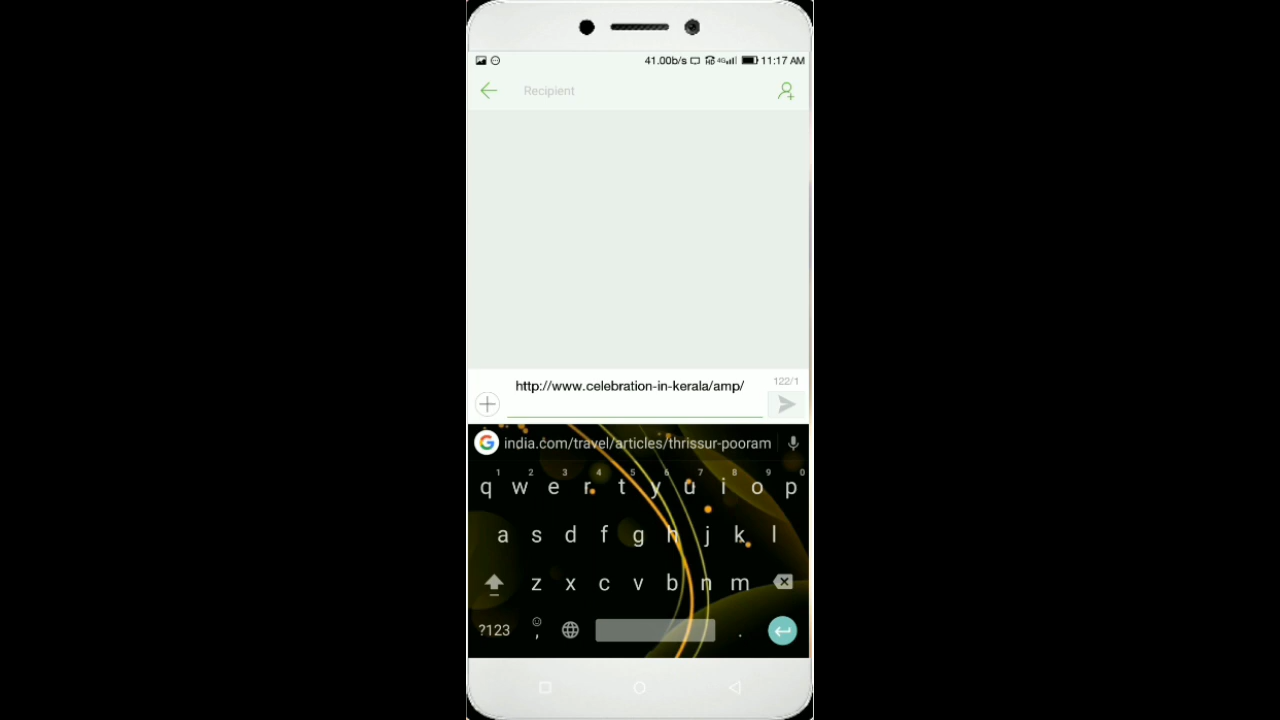 41.00b/s 4G 11:17 AM
Recipient
122/1
http://www.celebration-in-kerala/amp/
india.com/travel/articles/thrissur-pooram
1 2 3 4 5 6 7 8 9 0
q w e r t y u i o p
a s d f g h j k l
z x c v b n m
?123 , .